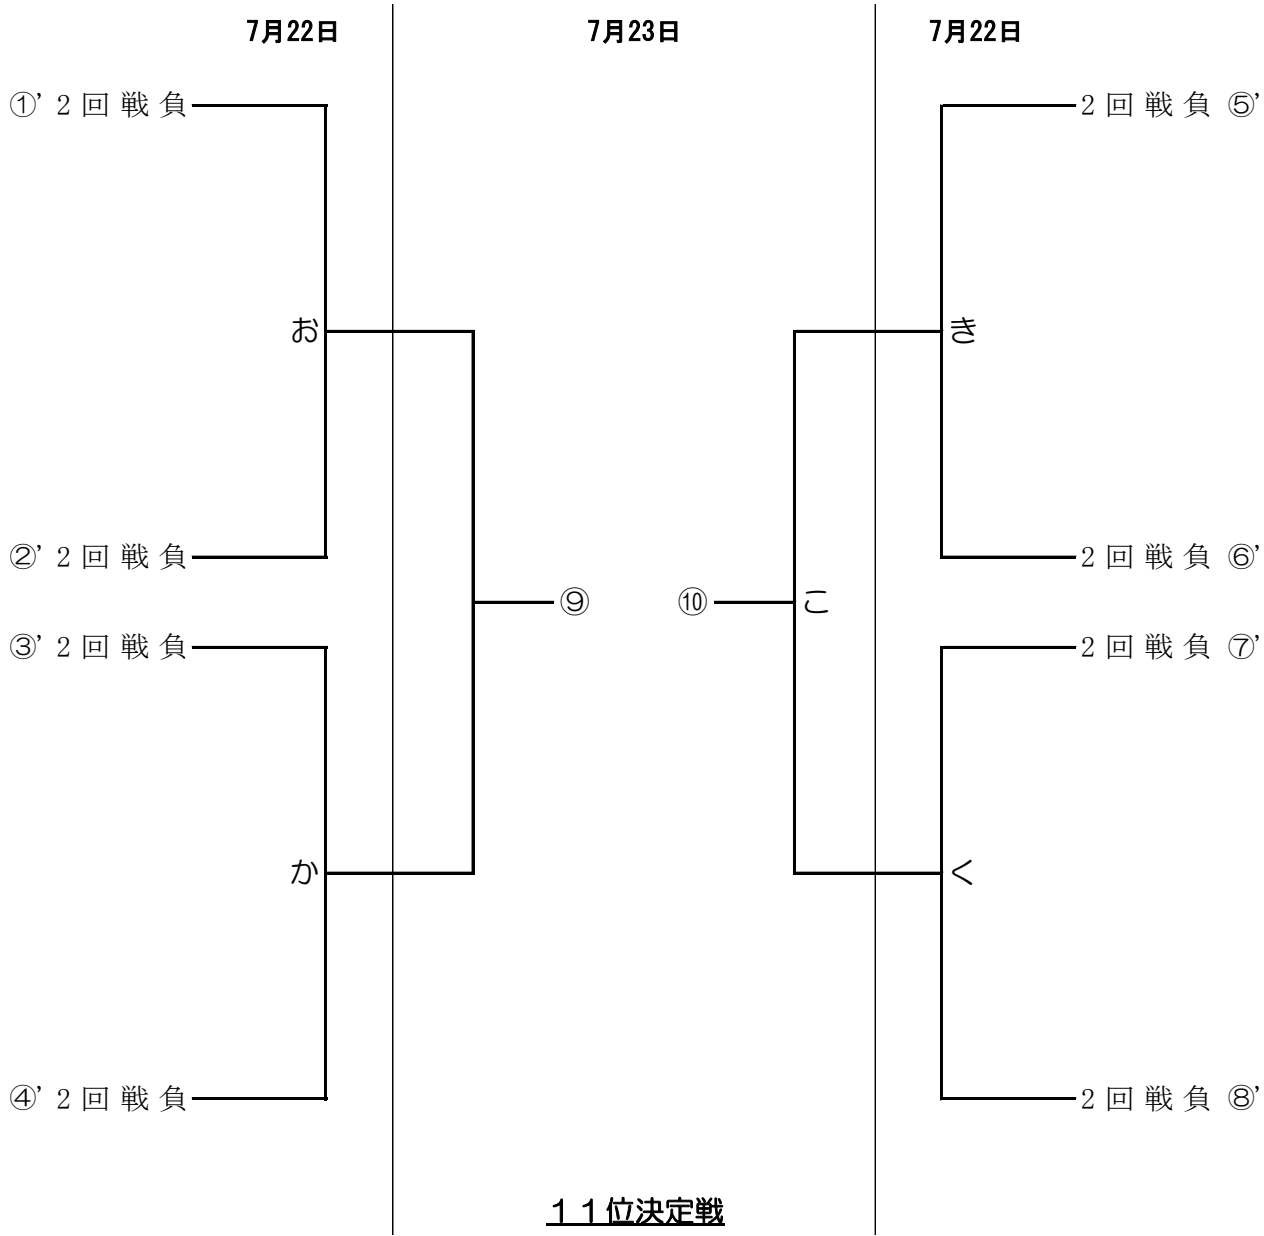 7月22日 7月23日 7月22日
①’２回戦負 ２回戦負⑤’
お き
②’２回戦負 ２回戦負⑥’
⑨ ⑩ こ
③’２回戦負 ２回戦負⑦’
か く
④’２回戦負 ２回戦負⑧’
１１位決定戦